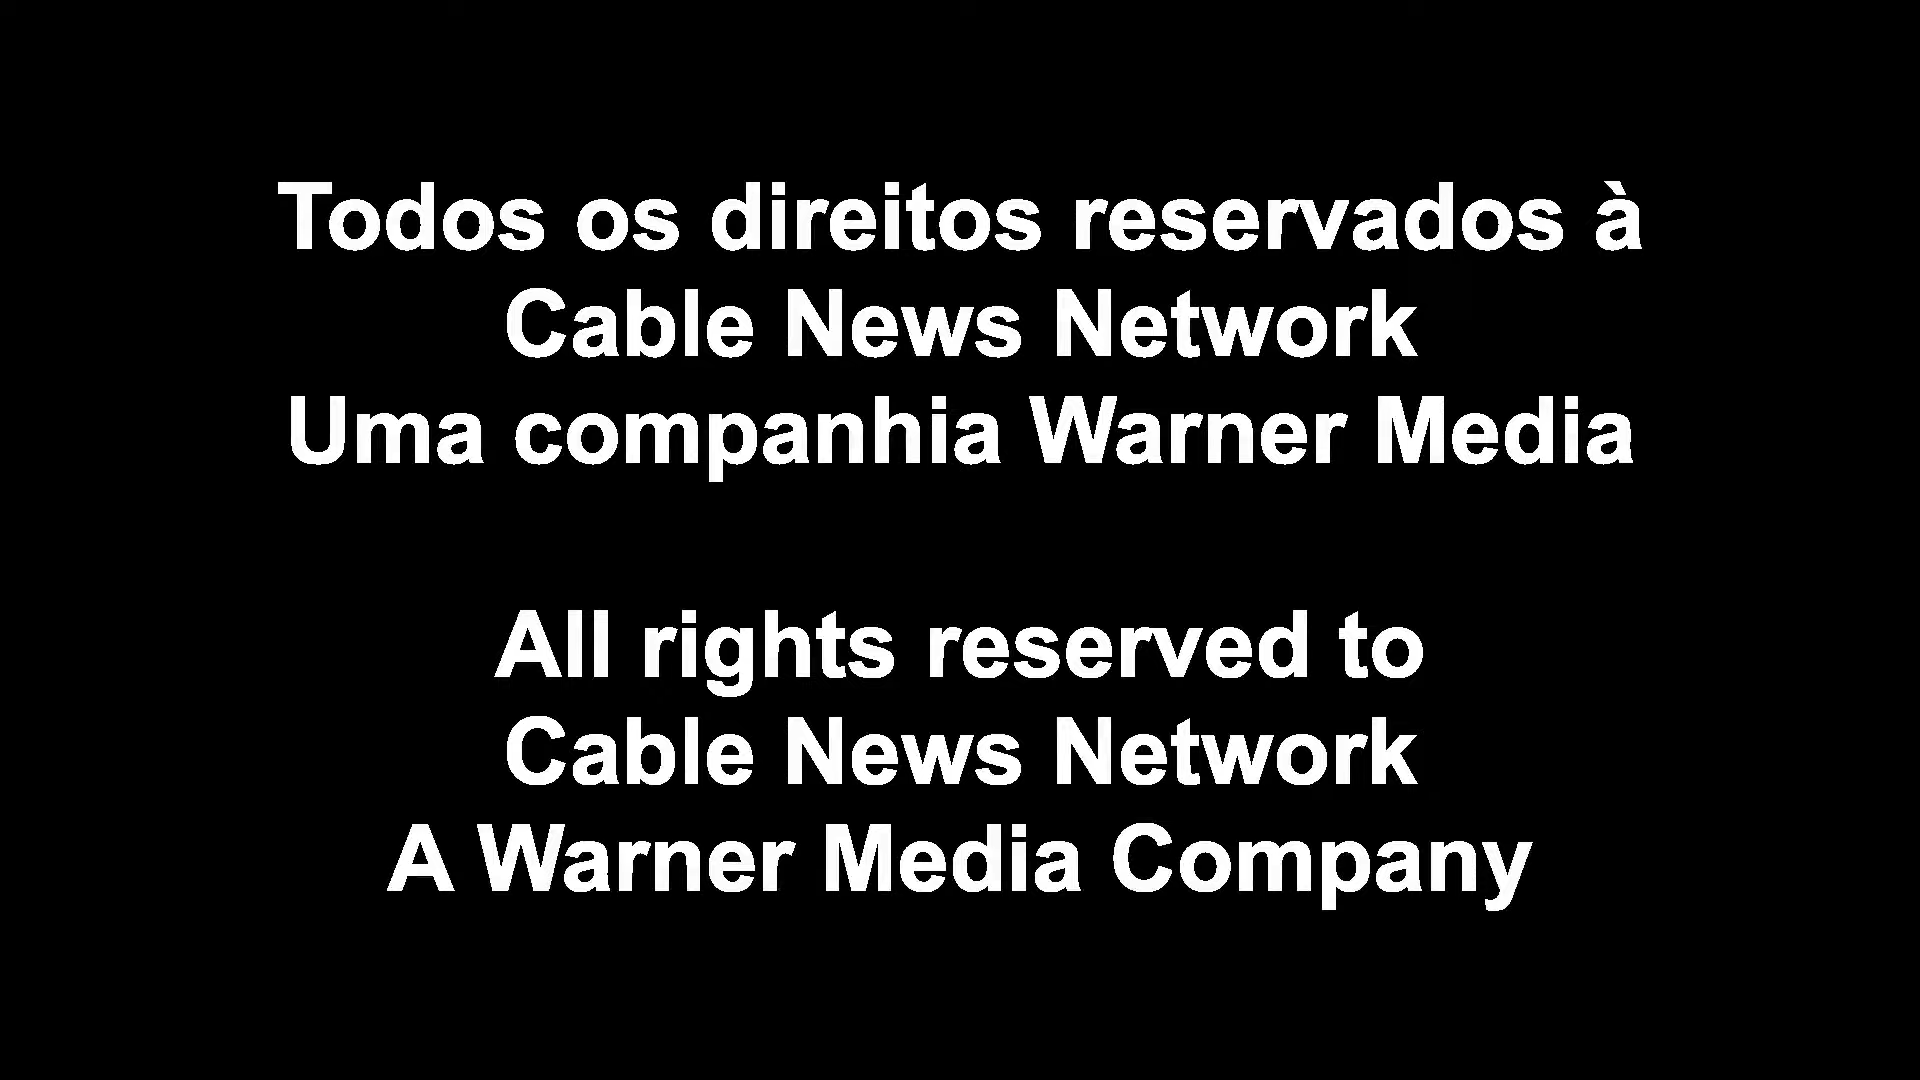 Todos os direitos reservados à
Cable News Network
Uma companhia Warner Media
All rights reserved to
Cable News Network
A Warner Media Company